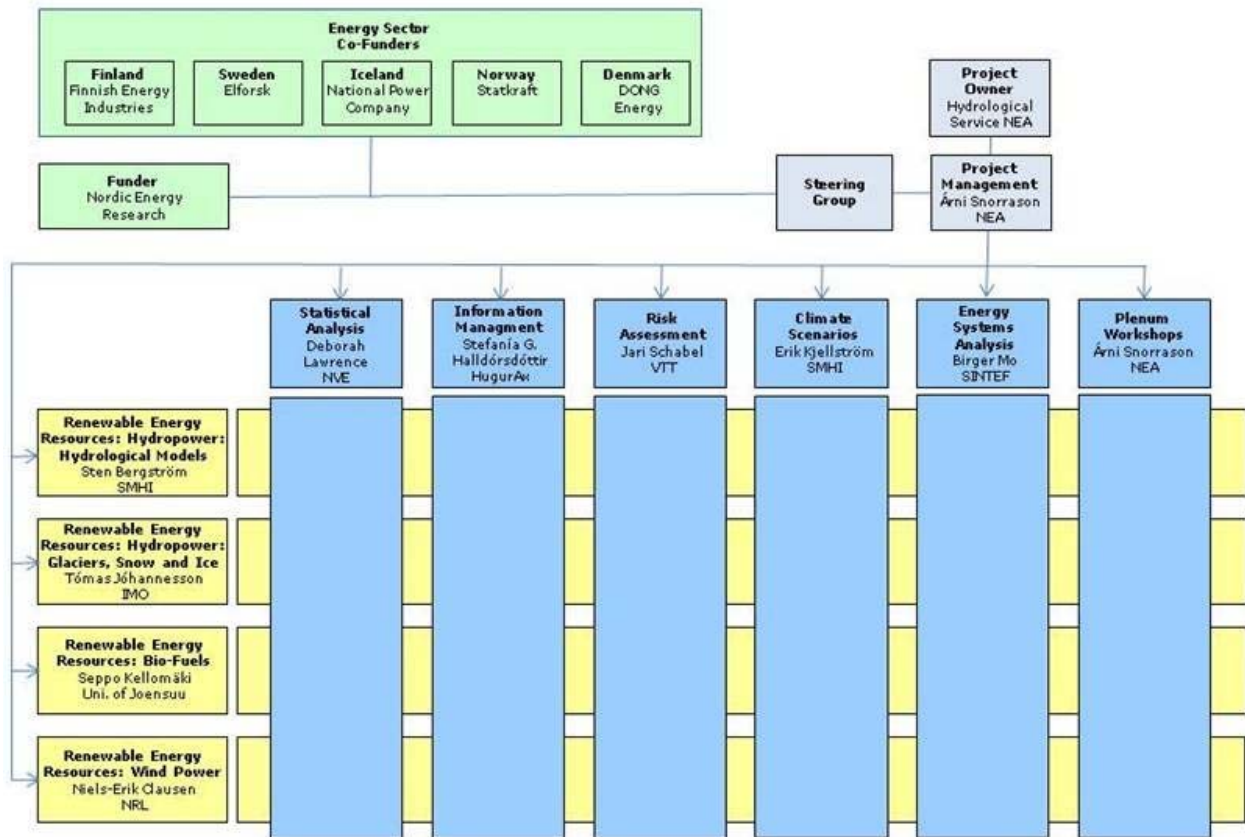 Energy Sector
Co-Funders
Finland
Finnish Energy
Industries
Sweden
Elforsk
Iceland
National Power
Company
Norway
Statkraft
Denmark
DONG
Energy
Project
Owner
Hydrological
Service NEA
Funder
Nordic Energy
Research
Steering
Group
Project
Management
Árni Snorrason
NEA
Statistical
Analysis
Deborah
Lawrence
NVE
Information
Managment
Stefanía G.
Halldórsdóttir
HugurAx
Risk
Assessment
Jari Schabel
VTT
Climate
Scenarios
Erik Kjellström
SMHI
Energy
Systems
Analysis
Birger Mo
SINTEF
Plenum
Workshops
Árni Snorrason
NEA
Renewable Energy
Resources: Hydropower:
Hydrological Models
Sten Bergström
SMHI
Renewable Energy
Resources: Hydropower:
Glaciers, Snow and Ice
Tómas Jóhannesson
IMO
Renewable Energy
Resources: Bio-Fuels
Seppo Kellomäki
Uni. of Joensuu
Renewable Energy
Resources: Wind Power
Niels-Erik Clausen
NRL